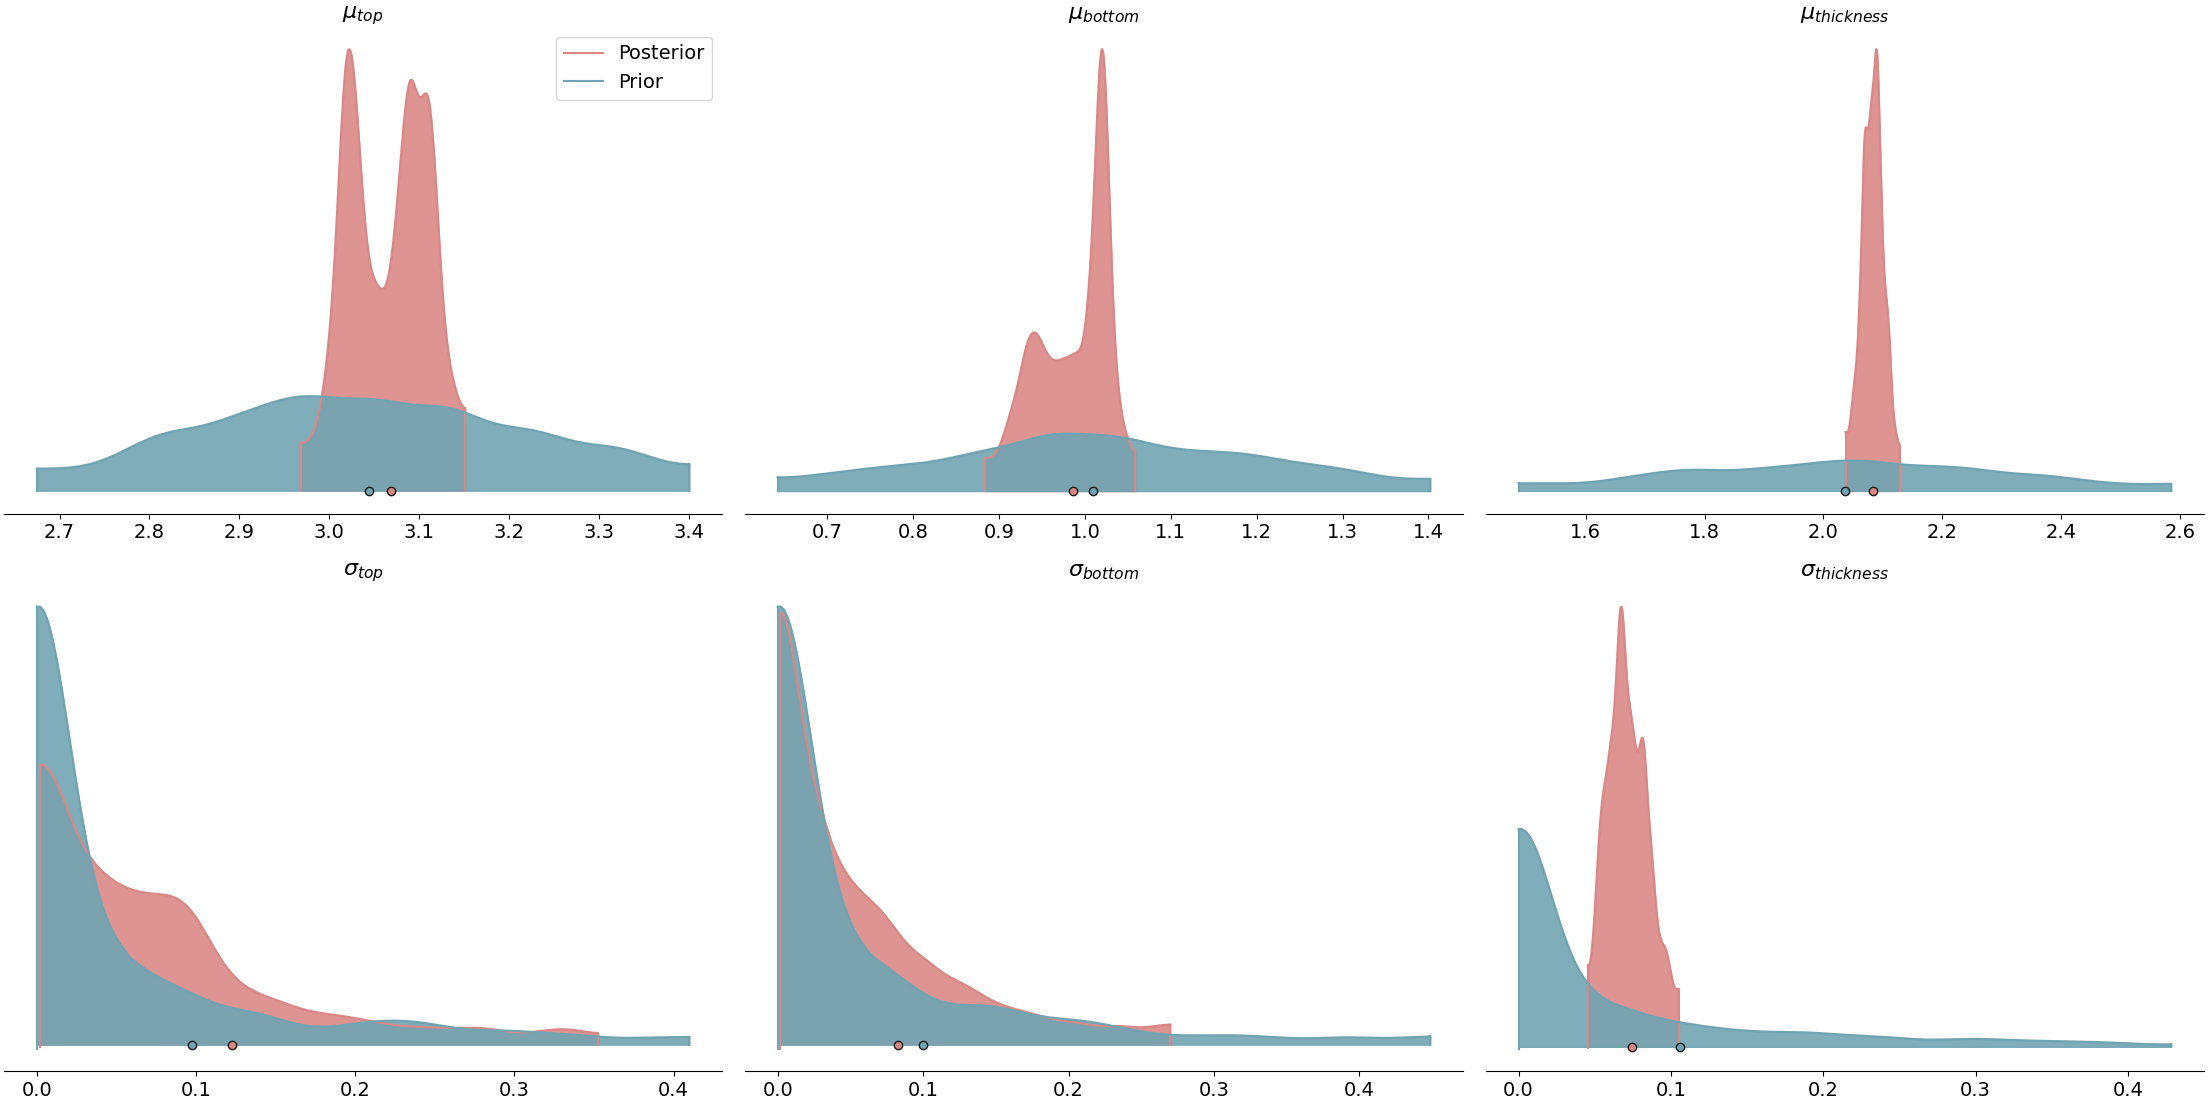 μtop μbottom μthickness
Posterior
Prior
2.7 2.8 2.9 3.0 3.1 3.2 3.3 3.4 0.7 0.8 0.9 1.0 1.1 1.2 1.3 1.4 1.6 1.8 2.0 2.2 2.4 2.6
σtop σbottom σthickness
0.0 0.1 0.2 0.3 0.4 0.0 0.1 0.2 0.3 0.4 0.0 0.1 0.2 0.3 0.4